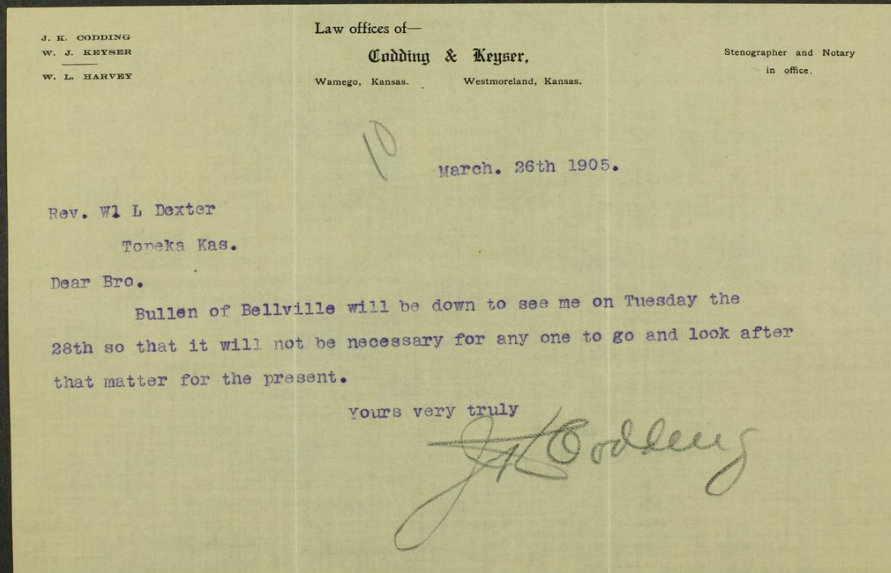 J. K. CODDING
W. J. KEYSER
W. L. HARVEY
Law offices of—
Codding & Keyser,
Wamego, Kansas. Westmoreland, Kansas.
Stenographer and Notary
in office.
10
March. 26th 1905.
Rev. Wl L Dexter
Topeka Kas.
Dear Bro.
Bullen of Bellville will be down to see me on Tuesday the
28th so that it will not be necessary for any one to go and look after
that matter for the present.
Yours very truly
J K Codding